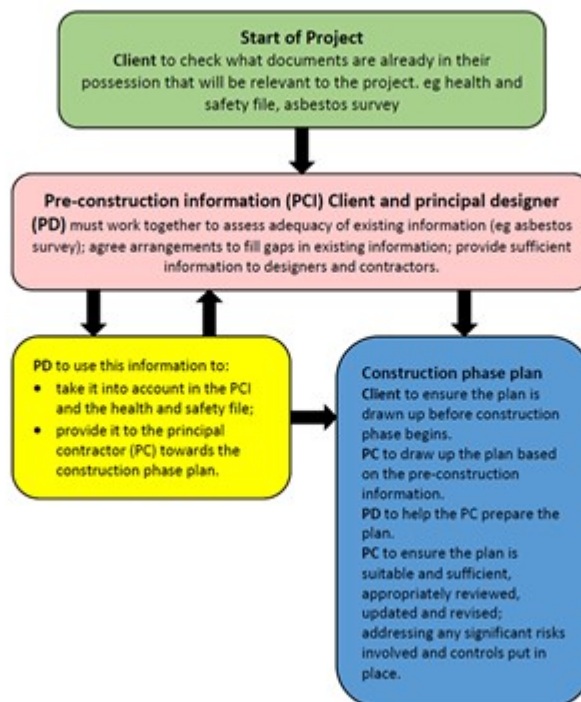 Start of Project
Client to check what documents are already in their
possession that will be relevant to the project. eg health and
safety file, asbestos survey
Pre-construction information (PCI) Client and principal designer
(PD) must work together to assess adequacy of existing information (eg asbestos
survey); agree arrangements to fill gaps in existing information; provide sufficient
information to designers and contractors.
PD to use this information to:
• take it into account in the PCI
and the health and safety file;
• provide it to the principal
contractor (PC) towards the
construction phase plan.
Construction phase plan
Client to ensure the plan is
drawn up before construction
phase begins.
PC to draw up the plan based
on the pre-construction
information.
PD to help the PC prepare the
plan.
PC to ensure the plan is
suitable and sufficient,
appropriately reviewed,
updated and revised;
addressing any significant risks
involved and controls put in
place.